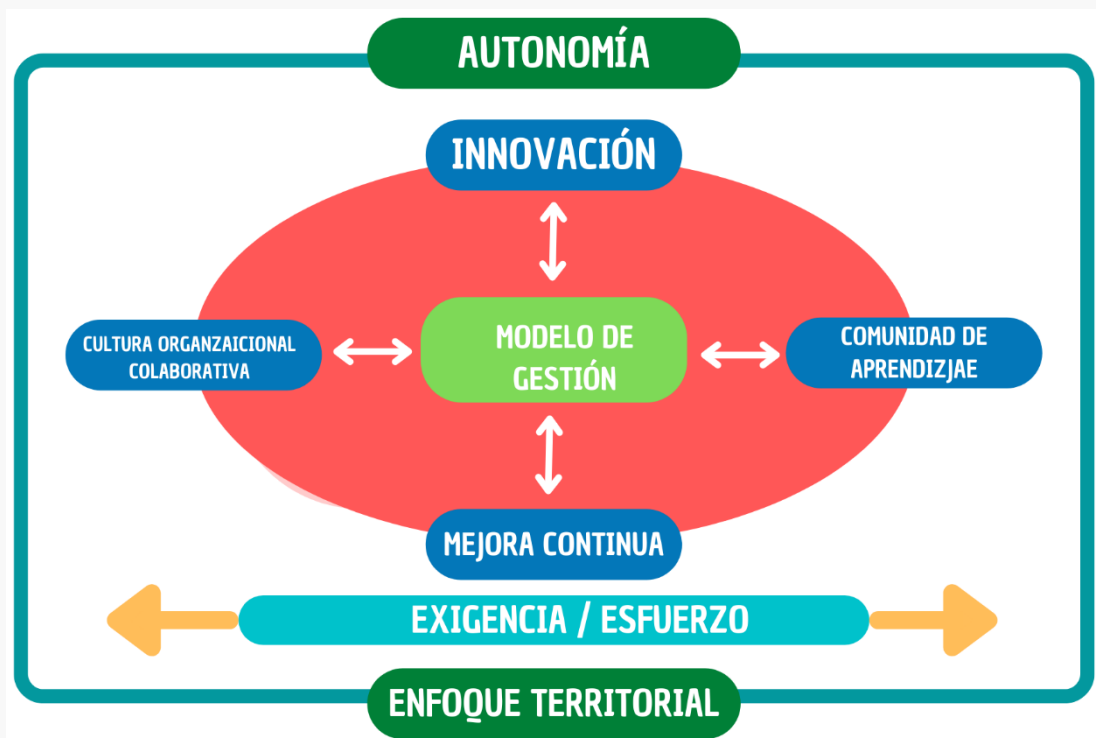 AUTONOMÍA
INNOVACIÓN
CULTURA ORGANZAICIONAL
COLABORATIVA
MODELO DE
GESTIÓN
COMUNIDAD DE
APRENDIZJAE
MEJORA CONTINUA
EXIGENCIA / ESFUERZO
ENFOQUE TERRITORIAL